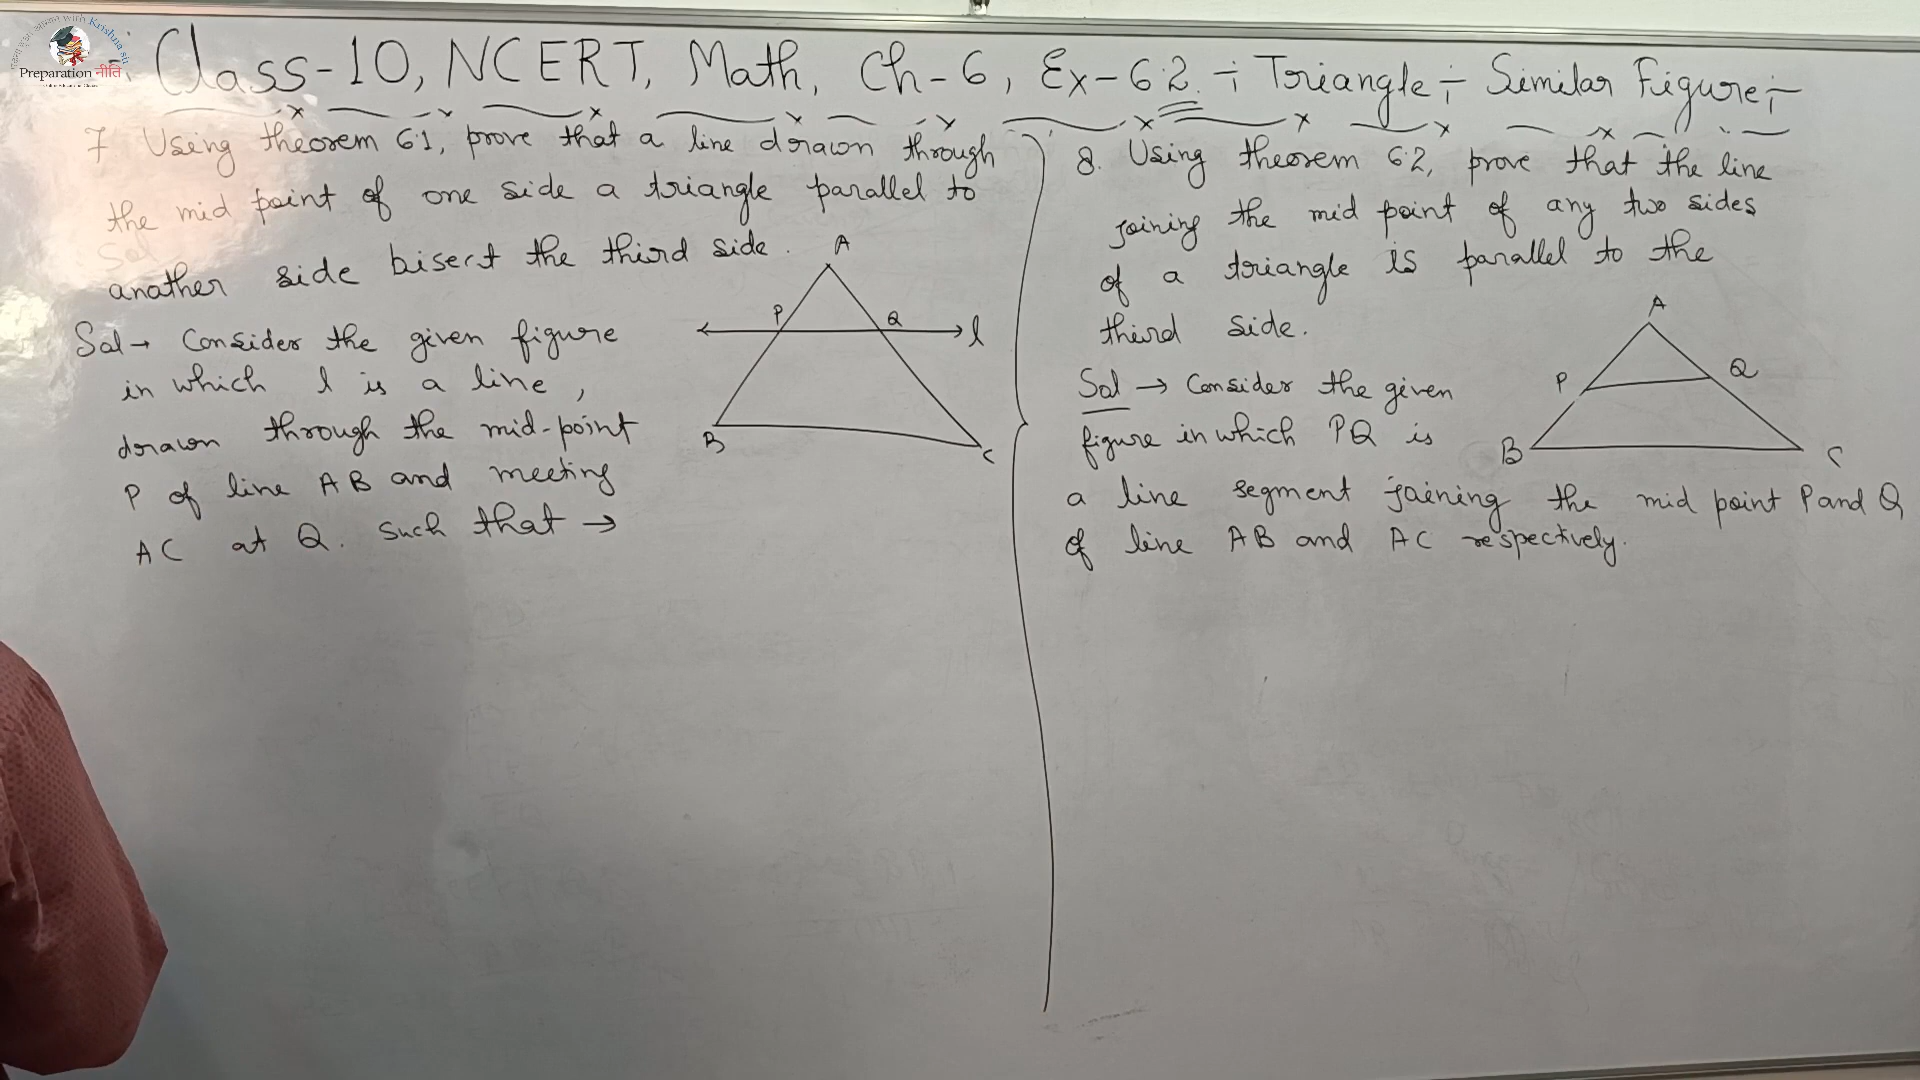 Krishna sir
Preparation नीति
Class-10, NCERT, Math, Ch-6, Ex-6.2 -: Triangle :- Similar Figure :-
7. Using theorem 6.1, prove that a line drawn through
the mid point of one side a triangle parallel to
another side bisect the third side.
Sol → Consider the given figure
in which l is a line,
drawn through the mid-point
P of line AB and meeting
AC at Q. Such that →
A
P
Q
l
B
C
8. Using theorem 6.2, prove that the line
joining the mid point of any two sides
of a triangle is parallel to the
third side.
Sol → Consider the given
figure in which PQ is
a line segment joining the mid point P and Q
of line AB and AC respectively.
A
P
Q
B
C